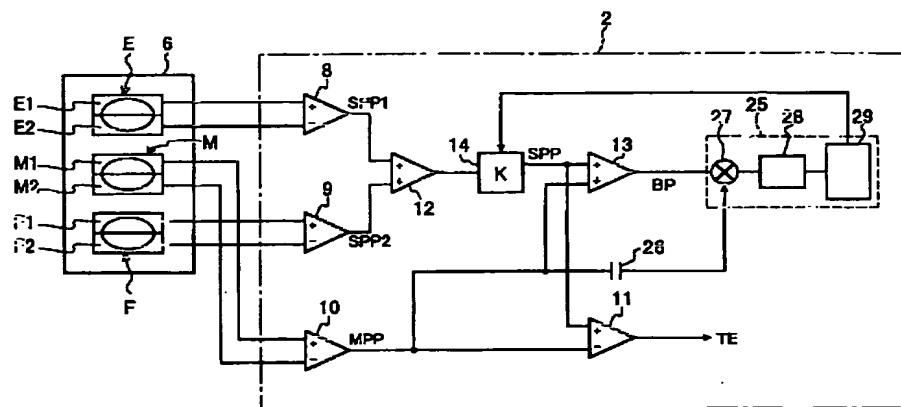 2
E 6
E1
E2
M1
M2
M
F1
F2
F
8
+
−
SPP1
9
+
−
SPP2
12
+
+
14
K
SPP
13
+
+
BP
25
27
28
29
26
10
+
−
MPP
11
+
−
TE